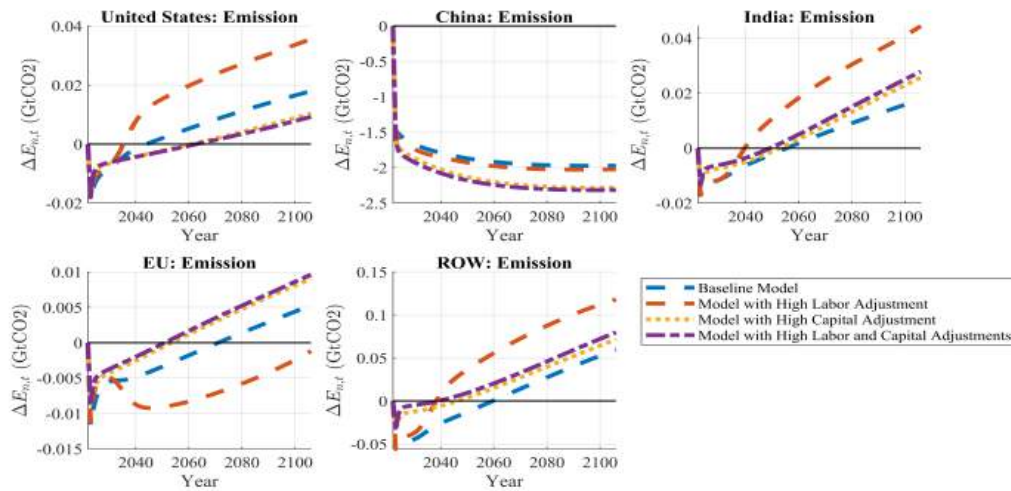 United States: Emission
0.04
0.02
0
-0.02
ΔE_{n,t} (GtCO2)
2040 2060 2080 2100
Year
China: Emission
0
-0.5
-1
-1.5
-2
-2.5
ΔE_{n,t} (GtCO2)
2040 2060 2080 2100
Year
India: Emission
0.04
0.02
0
-0.02
ΔE_{n,t} (GtCO2)
2040 2060 2080 2100
Year
EU: Emission
0.01
0.005
0
-0.005
-0.01
-0.015
ΔE_{n,t} (GtCO2)
2040 2060 2080 2100
Year
ROW: Emission
0.15
0.1
0.05
0
-0.05
ΔE_{n,t} (GtCO2)
2040 2060 2080 2100
Year
Baseline Model
Model with High Labor Adjustment
Model with High Capital Adjustment
Model with High Labor and Capital Adjustments